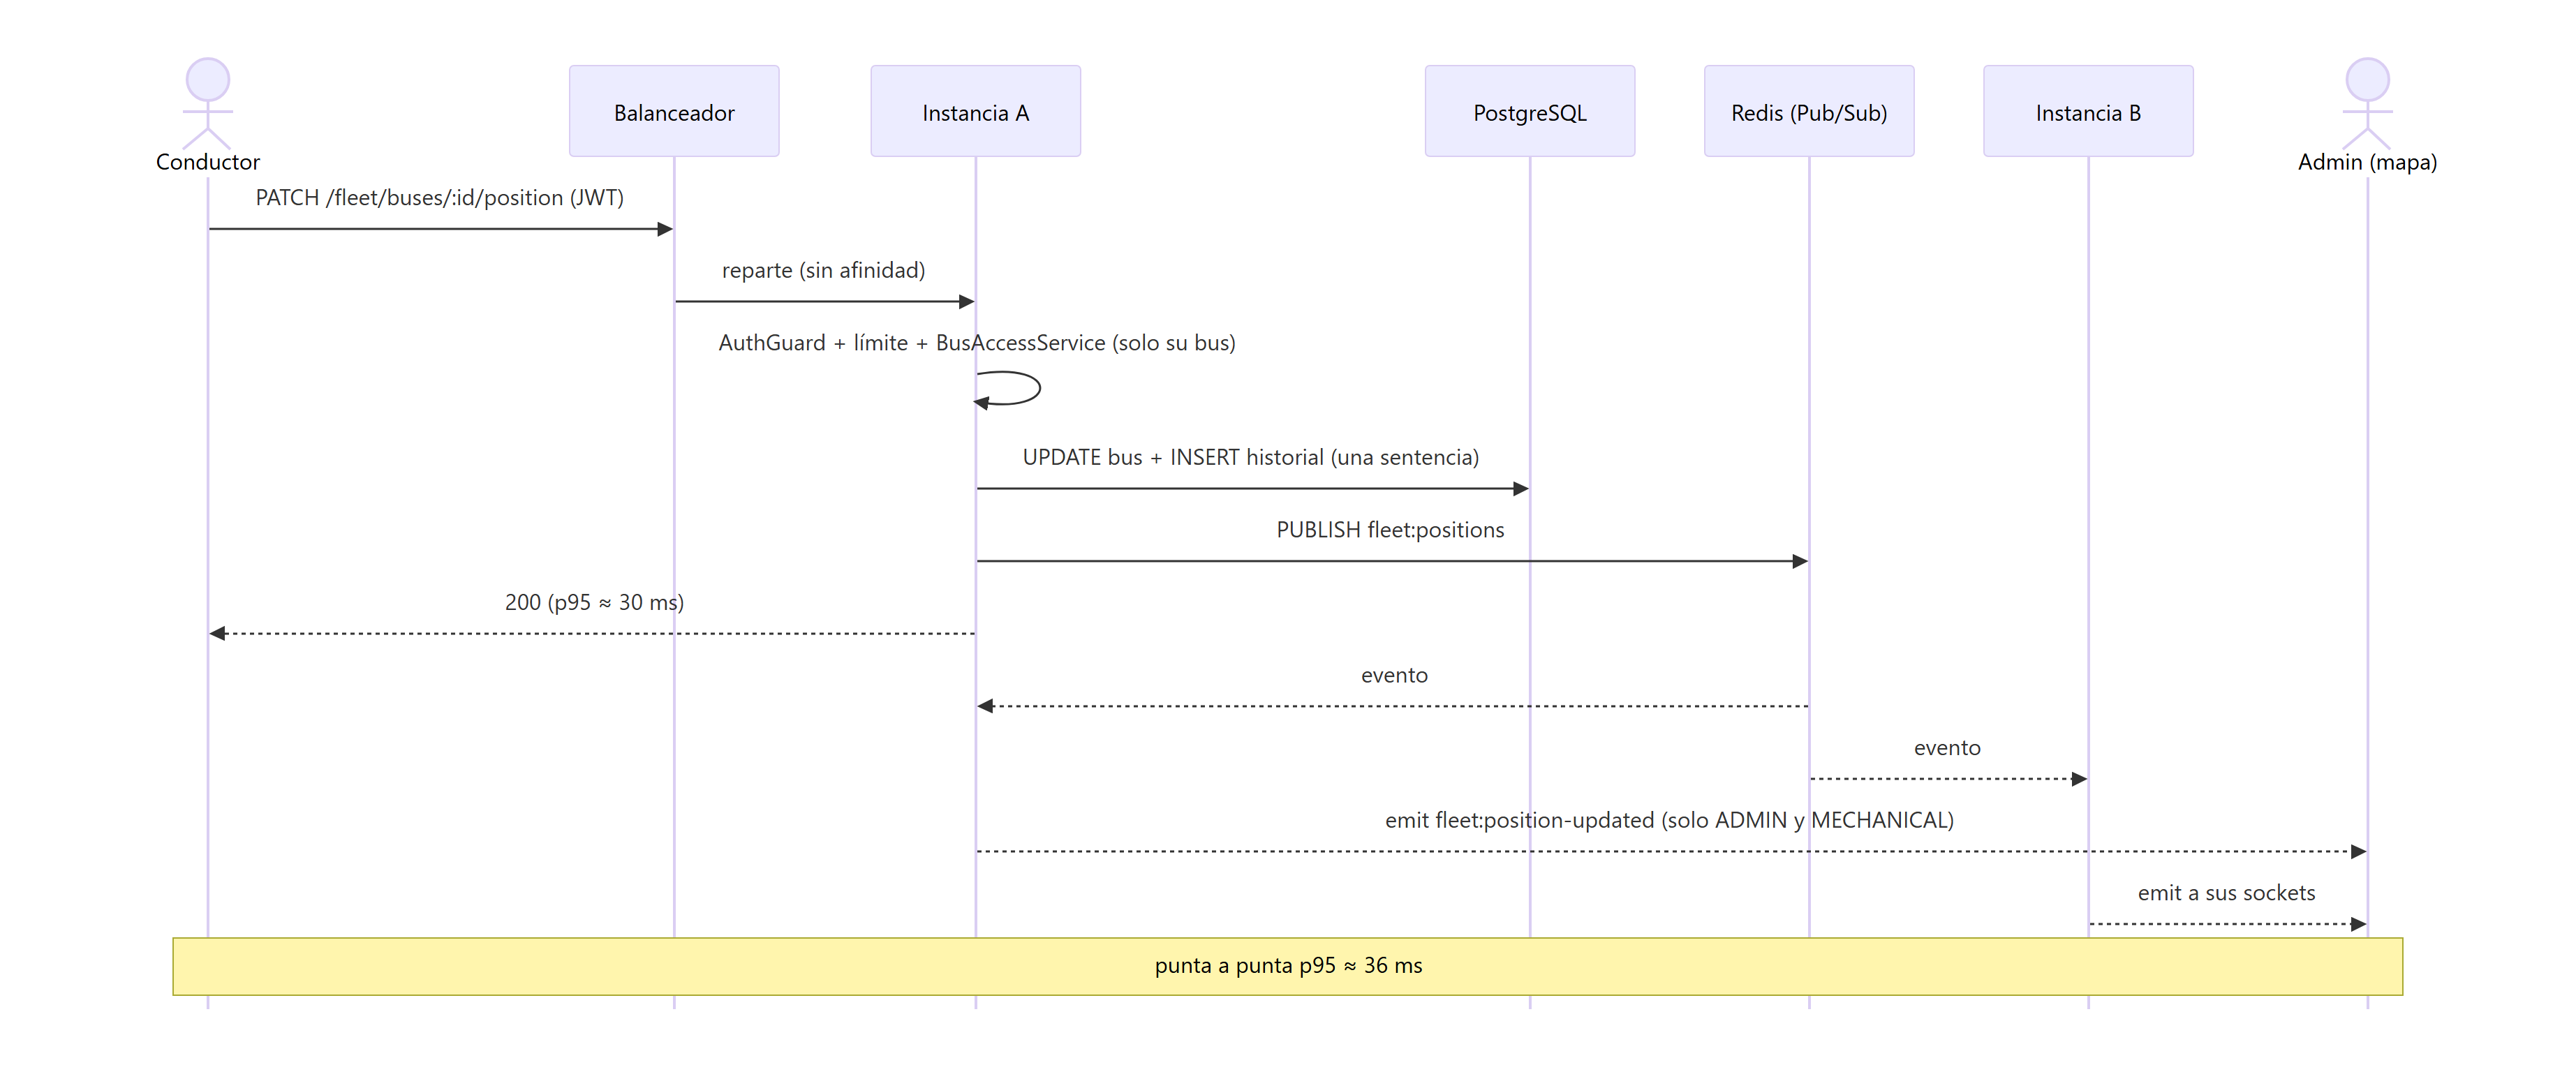 Conductor
Balanceador
Instancia A
PostgreSQL
Redis (Pub/Sub)
Instancia B
Admin (mapa)
PATCH /fleet/buses/:id/position (JWT)
reparte (sin afinidad)
AuthGuard + límite + BusAccessService (solo su bus)
UPDATE bus + INSERT historial (una sentencia)
PUBLISH fleet:positions
200 (p95 ≈ 30 ms)
evento
evento
emit fleet:position-updated (solo ADMIN y MECHANICAL)
emit a sus sockets
punta a punta p95 ≈ 36 ms